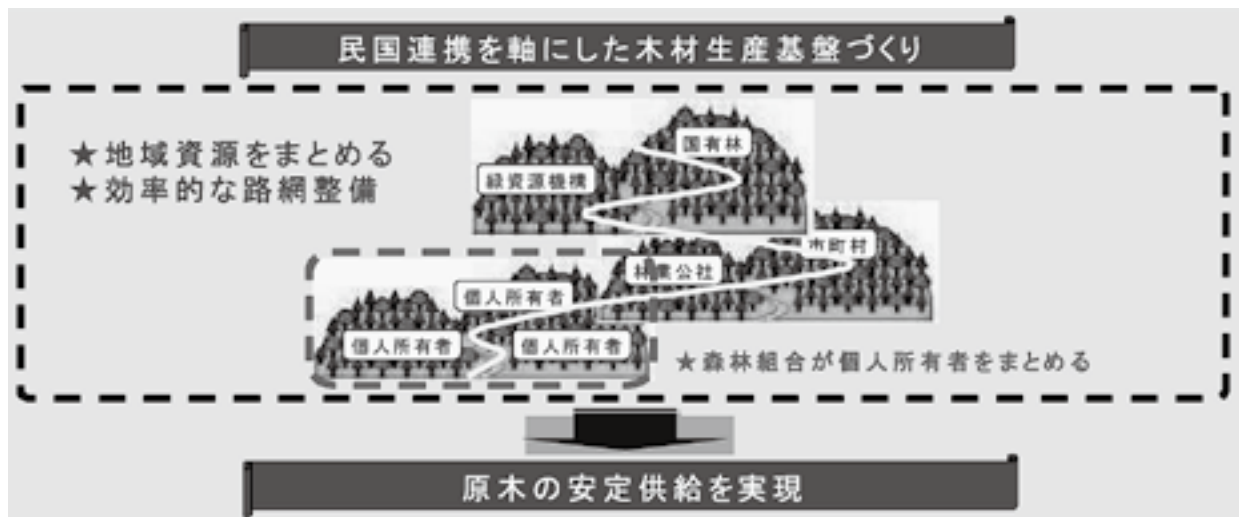 民国連携を軸にした木材生産基盤づくり
★地域資源をまとめる
★効率的な路網整備
国有林
緑資源機構
市町村
林業公社
個人所有者
個人所有者
個人所有者
★森林組合が個人所有者をまとめる
原木の安定供給を実現